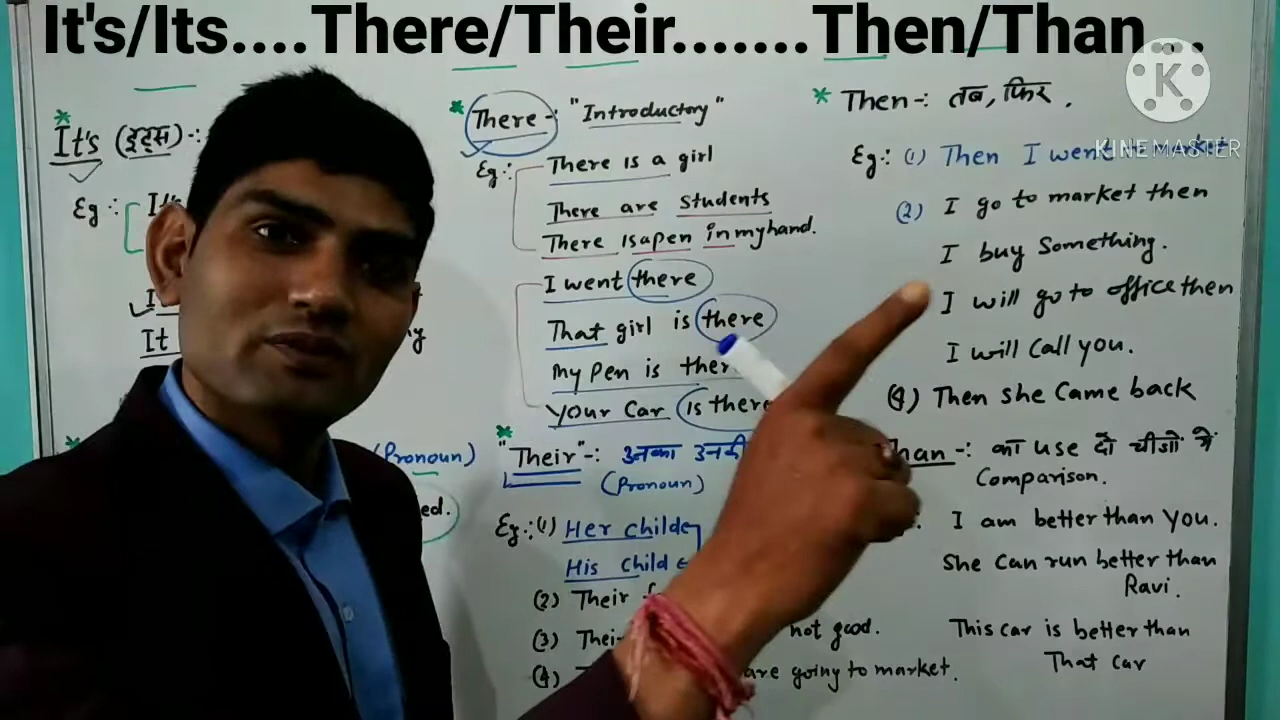 It's/Its....There/Their.......Then/Than...
K
KINEMASTER
* It's (इट्स) -:
Eg :-
It
(Pronoun)
ed.
* There -: "Introductory"
Eg :- There is a girl
There are students
There is a pen in my hand.
I went there
That girl is there
My Pen is
Your Car is there
* "Their" -: उनका उनकी
(Pronoun)
Eg :- (1) Her childe
His child
(2) Their
(3) not good.
(4) are going to market.
* Then -: तब, फिर .
Eg :- (1) Then I went market
(2) I go to market then
I buy something.
I will go to office then
I will Call you.
(4) Then She Came back
-: का use दो चीजों में
Comparison.
I am better than You.
She Can run better than
Ravi.
This car is better than
That car